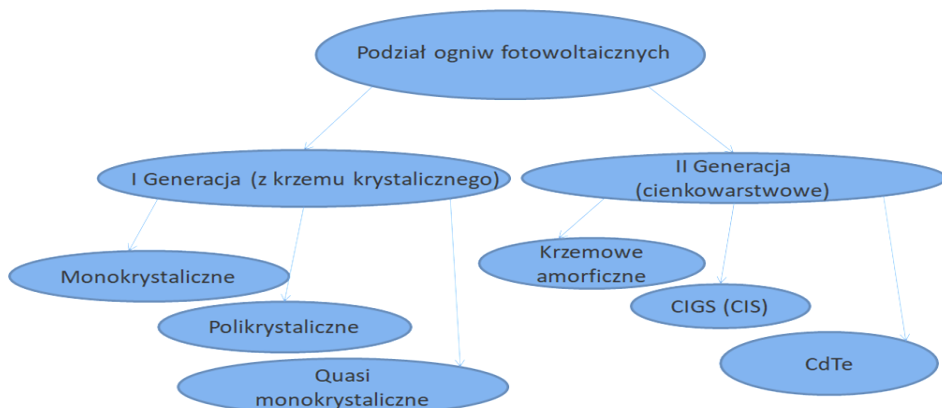 Podział ogniw fotowoltaicznych
I Generacja (z krzemu krystalicznego)
II Generacja
(cienkowarstwowe)
Monokrystaliczne
Polikrystaliczne
Quasi
monokrystaliczne
Krzemowe
amorficzne
CIGS (CIS)
CdTe